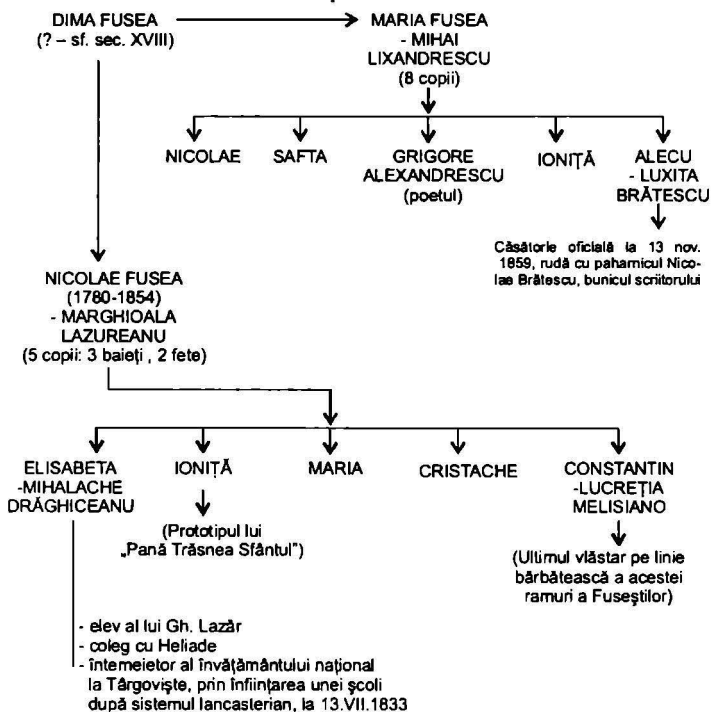 DIMA FUSEA
(? – sf. sec. XVIII)
MARIA FUSEA
- MIHAI
LIXANDRESCU
(8 copii)
NICOLAE
SAFTA
GRIGORE
ALEXANDRESCU
(poetul)
IONIȚĂ
ALECU
- LUXITA
BRĂTESCU
Căsătorie oficială la 13 nov.
1859, rudă cu paharnicul Nico-
lae Brătescu, bunicul scriitorului
NICOLAE FUSEA
(1780-1854)
- MARGHIOALA
LAZUREANU
(5 copii: 3 baieți , 2 fete)
ELISABETA
-MIHALACHE
DRĂGHICEANU
IONIȚĂ
MARIA
CRISTACHE
CONSTANTIN
-LUCREȚIA
MELISIANO
(Prototipul lui
„Pană Trăsnea Sfântul”)
(Ultimul vlăstar pe linie
bărbătească a acestei
ramuri a Fuseștilor)
- elev al lui Gh. Lazăr
- coleg cu Heliade
- întemeietor al învățământului național
la Târgoviște, prin înființarea unei școli
după sistemul lancasterian, la 13.VII.1833